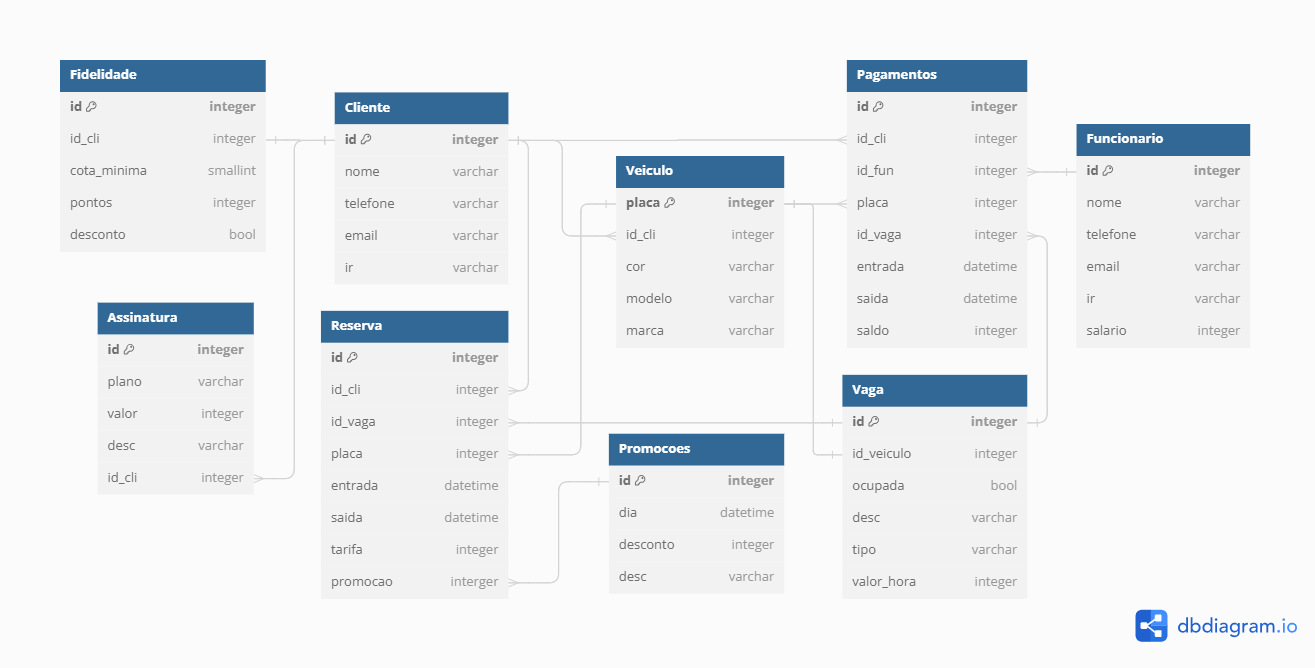 Fidelidade
id integer
id_cli integer
cota_minima smallint
pontos integer
desconto bool
Cliente
id integer
nome varchar
telefone varchar
email varchar
ir varchar
Veiculo
placa integer
id_cli integer
cor varchar
modelo varchar
marca varchar
Pagamentos
id integer
id_cli integer
id_fun integer
placa integer
id_vaga integer
entrada datetime
saida datetime
saldo integer
Funcionario
id integer
nome varchar
telefone varchar
email varchar
ir varchar
salario integer
Assinatura
id integer
plano varchar
valor integer
desc varchar
id_cli integer
Reserva
id integer
id_cli integer
id_vaga integer
placa integer
entrada datetime
saida datetime
tarifa integer
promocao interger
Promocoes
id integer
dia datetime
desconto integer
desc varchar
Vaga
id integer
id_veiculo integer
ocupada bool
desc varchar
tipo varchar
valor_hora integer
dbdiagram.io